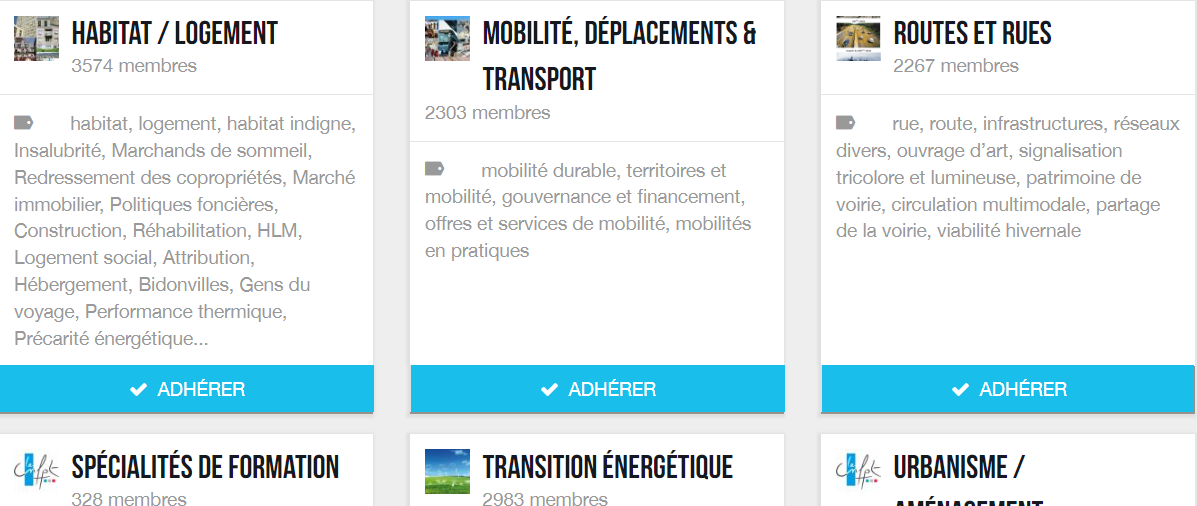 HABITAT / LOGEMENT
3574 membres
habitat, logement, habitat indigne,
Insalubrité, Marchands de sommeil,
Redressement des copropriétés, Marché
immobilier, Politiques foncières,
Construction, Réhabilitation, HLM,
Logement social, Attribution,
Hébergement, Bidonvilles, Gens du
voyage, Performance thermique,
Précarité énergétique...
ADHÉRER
MOBILITÉ, DÉPLACEMENTS &
TRANSPORT
2303 membres
mobilité durable, territoires et
mobilité, gouvernance et financement,
offres et services de mobilité, mobilités
en pratiques
ADHÉRER
ROUTES ET RUES
2267 membres
rue, route, infrastructures, réseaux
divers, ouvrage d’art, signalisation
tricolore et lumineuse, patrimoine de
voirie, circulation multimodale, partage
de la voirie, viabilité hivernale
ADHÉRER
SPÉCIALITÉS DE FORMATION
328 membres
TRANSITION ÉNERGÉTIQUE
2983 membres
URBANISME /
AMÉNAGEMENT